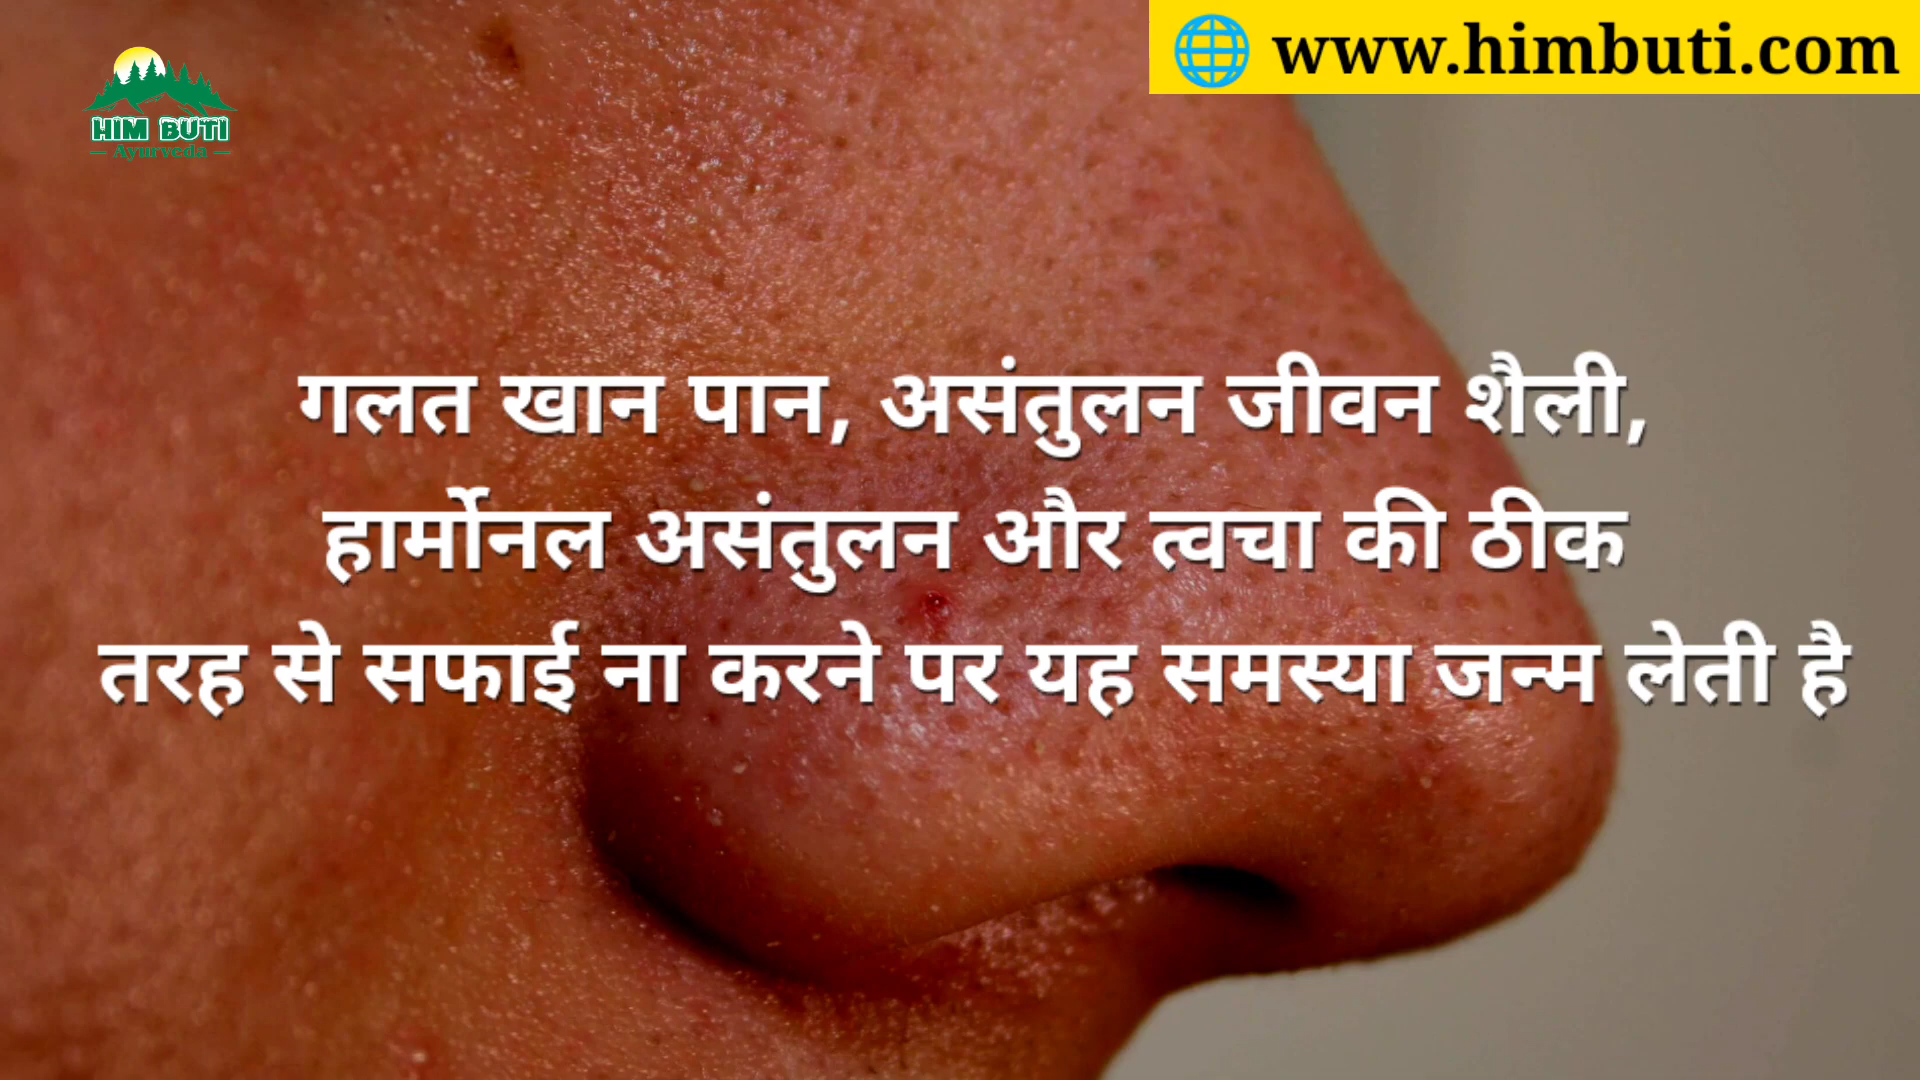 HIM BUTI
Ayurveda
www.himbuti.com
गलत खान पान, असंतुलन जीवन शैली,
हार्मोनल असंतुलन और त्वचा की ठीक
तरह से सफाई ना करने पर यह समस्या जन्म लेती है